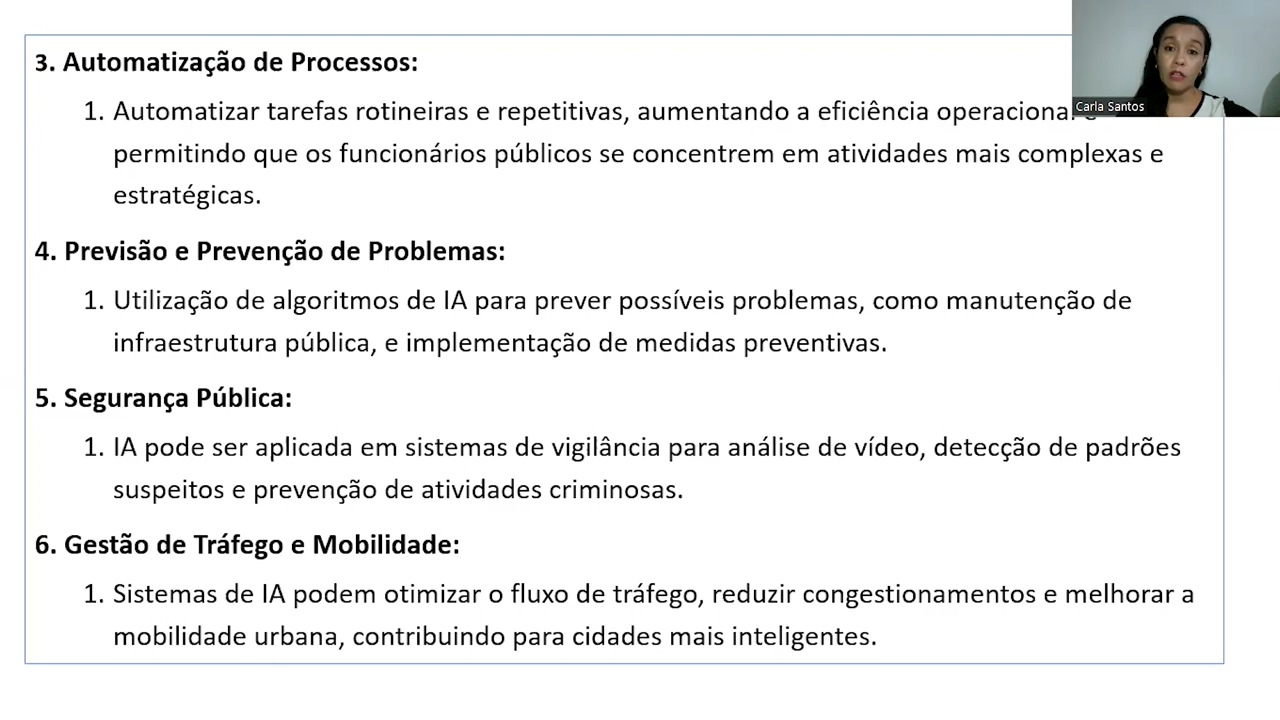 3. Automatização de Processos:
1. Automatizar tarefas rotineiras e repetitivas, aumentando a eficiência operacional e
permitindo que os funcionários públicos se concentrem em atividades mais complexas e
estratégicas.
4. Previsão e Prevenção de Problemas:
1. Utilização de algoritmos de IA para prever possíveis problemas, como manutenção de
infraestrutura pública, e implementação de medidas preventivas.
5. Segurança Pública:
1. IA pode ser aplicada em sistemas de vigilância para análise de vídeo, detecção de padrões
suspeitos e prevenção de atividades criminosas.
6. Gestão de Tráfego e Mobilidade:
1. Sistemas de IA podem otimizar o fluxo de tráfego, reduzir congestionamentos e melhorar a
mobilidade urbana, contribuindo para cidades mais inteligentes.
Carla Santos